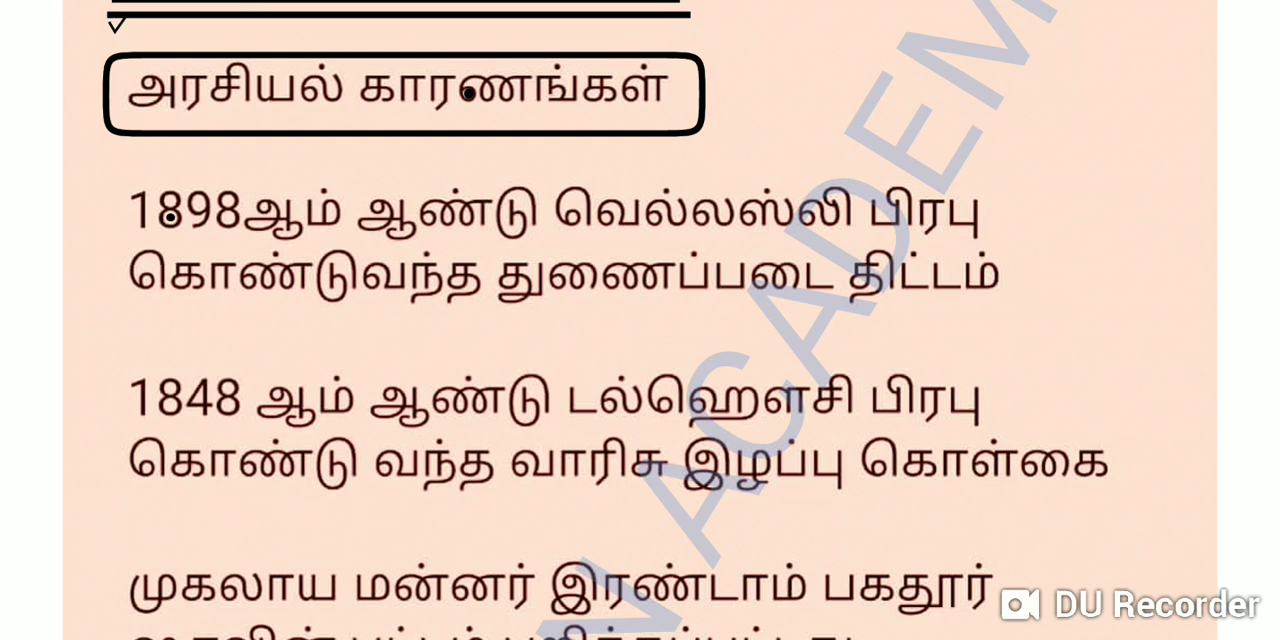 அரசியல் காரணங்கள்
1898ஆம் ஆண்டு வெல்லஸ்லி பிரபு
கொண்டுவந்த துணைப்படை திட்டம்
1848 ஆம் ஆண்டு டல்ஹௌசி பிரபு
கொண்டு வந்த வாரிசு இழப்பு கொள்கை
முகலாய மன்னர் இரண்டாம் பகதூர்
N ACADEM
DU Recorder